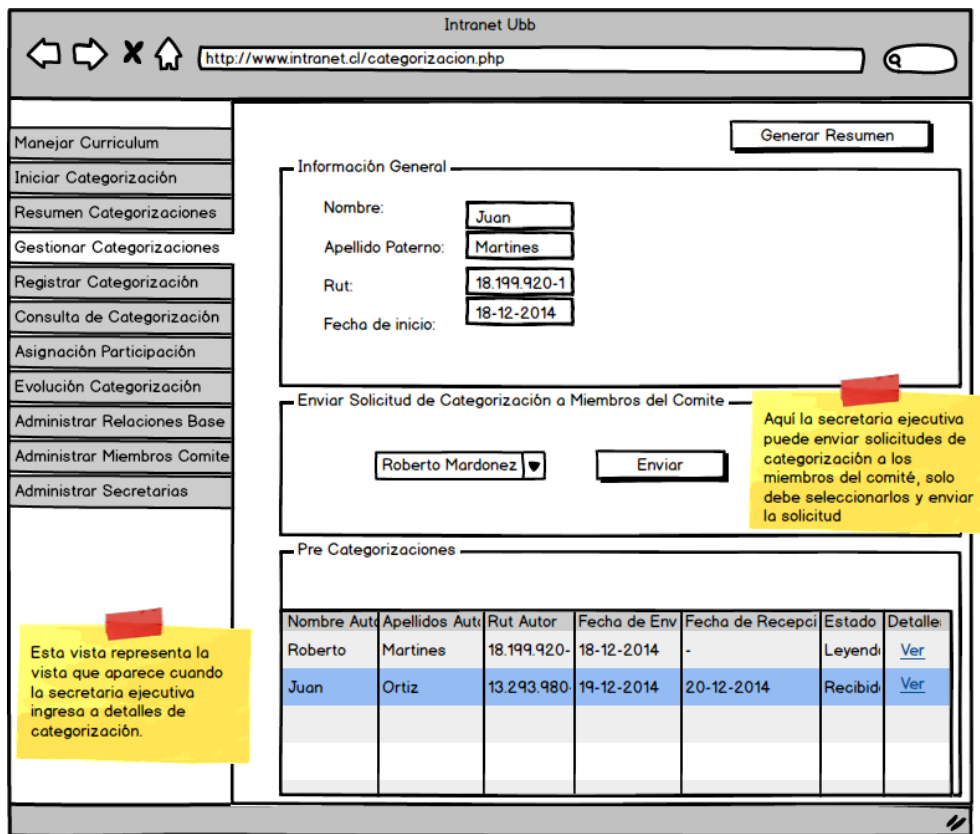 Intranet Ubb
http://www.intranet.cl/categorizacion.php
Manejar Curriculum
Iniciar Categorización
Resumen Categorizaciones
Gestionar Categorizaciones
Registrar Categorización
Consulta de Categorización
Asignación Participación
Evolución Categorización
Administrar Relaciones Base
Administrar Miembros Comite
Administrar Secretarias
Generar Resumen
Información General
Nombre: Juan
Apellido Paterno: Martines
Rut: 18.199.920-1
Fecha de inicio: 18-12-2014
Enviar Solicitud de Categorización a Miembros del Comite
Roberto Mardonez Enviar
Aquí la secretaria ejecutiva
puede enviar solicitudes de
categorización a los
miembros del comité, solo
debe seleccionarlos y enviar
la solicitud
Pre Categorizaciones
Nombre Auto Apellidos Auto Rut Autor Fecha de Env Fecha de Recepci Estado Detalle
Roberto Martines 18.199.920- 18-12-2014 - Leyend Ver
Juan Ortiz 13.293.980- 19-12-2014 20-12-2014 Recibid Ver
Esta vista representa la
vista que aparece cuando
la secretaria ejecutiva
ingresa a detalles de
categorización.